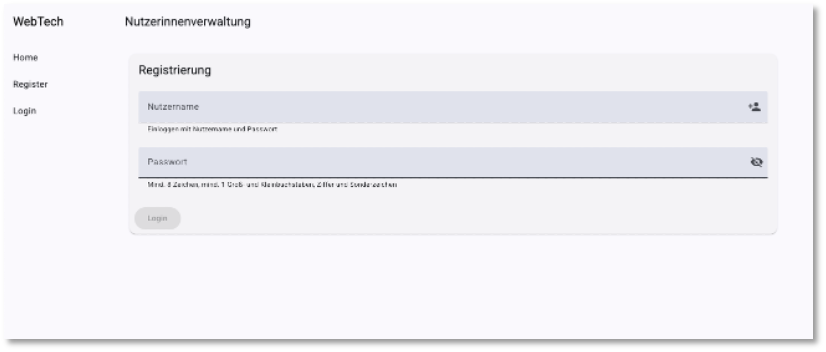 WebTech
Nutzerinnenverwaltung
Home
Register
Login
Registrierung
Nutzername
Einloggen mit Nutzername und Passwort
Passwort
Mind. 8 Zeichen, mind. 1 Groß- und Kleinbuchstaben, Ziffer und Sonderzeichen
Login